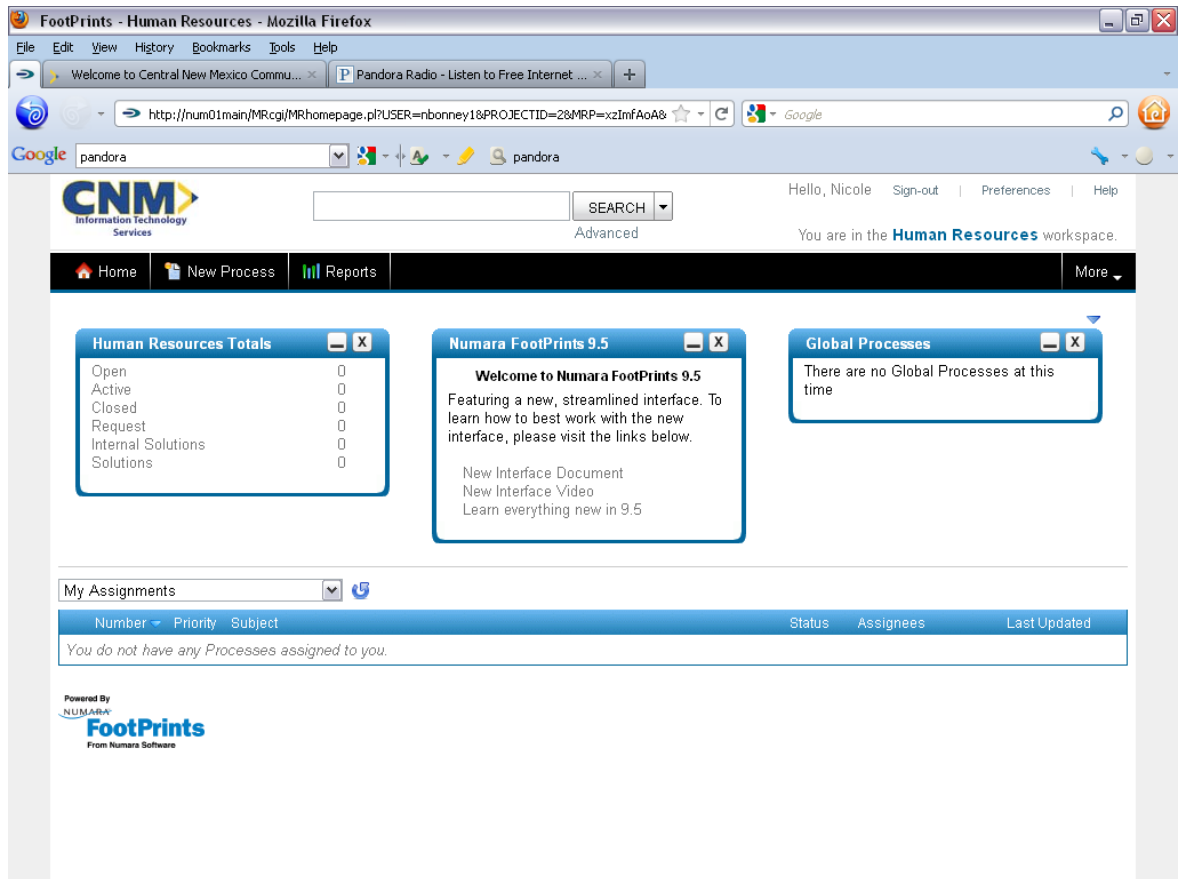 FootPrints - Human Resources - Mozilla Firefox
File Edit View History Bookmarks Tools Help
Welcome to Central New Mexico Commu... Pandora Radio - Listen to Free Internet ...
http://num01main/MRcgi/MRhomepage.pl?USER=nbonney1&PROJECTID=2&MRP=xzImfAoA& Google
Google pandora pandora
CNM
Information Technology
Services
SEARCH
Advanced
Hello, Nicole Sign-out | Preferences | Help
You are in the Human Resources workspace.
Home New Process Reports More
Human Resources Totals X
Open 0
Active 0
Closed 0
Request 0
Internal Solutions 0
Solutions 0
Numara FootPrints 9.5 X
Welcome to Numara FootPrints 9.5
Featuring a new, streamlined interface. To
learn how to best work with the new
interface, please visit the links below.
New Interface Document
New Interface Video
Learn everything new in 9.5
Global Processes X
There are no Global Processes at this
time
My Assignments
Number Priority Subject Status Assignees Last Updated
You do not have any Processes assigned to you.
Powered By
NUMARA
FootPrints
From Numara Software